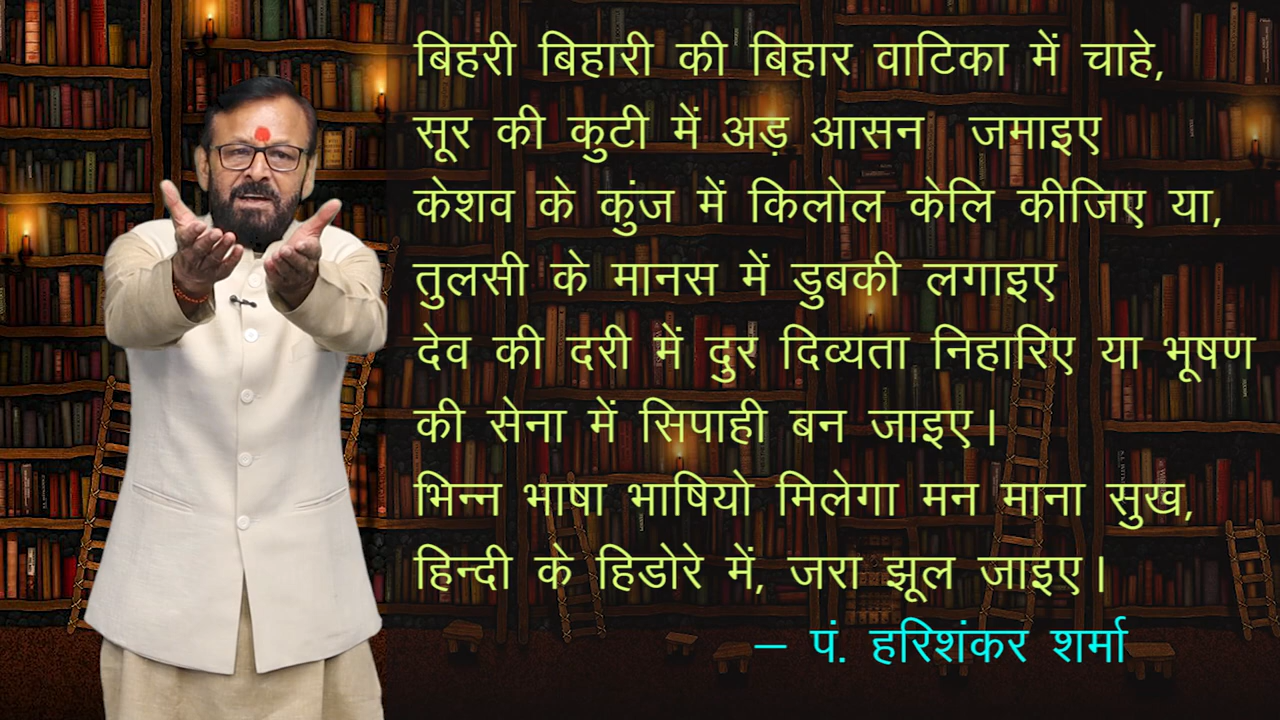 बिहरी बिहारी की बिहार वाटिका में चाहे,
सूर की कुटी में अड़ आसन जमाइए
केशव के कुंज में किलोल केलि कीजिए या,
तुलसी के मानस में डुबकी लगाइए
देव की दरी में दुर दिव्यता निहारिए या भूषण
की सेना में सिपाही बन जाइए।
भिन्न भाषा भाषियो मिलेगा मन माना सुख,
हिन्दी के हिडोरे में, जरा झूल जाइए।
– पं. हरिशंकर शर्मा